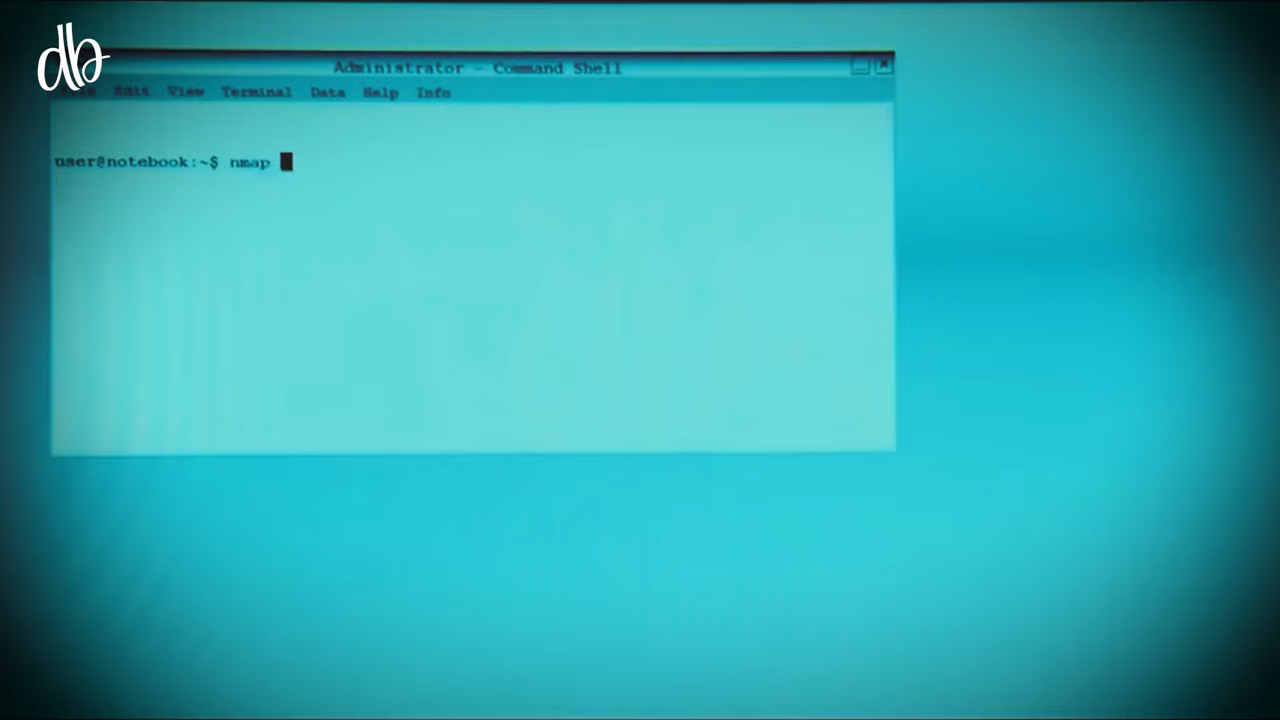 db
Administrator - Command Shell
Edit View Terminal Data Help Info
user@notebook:~$ nmap